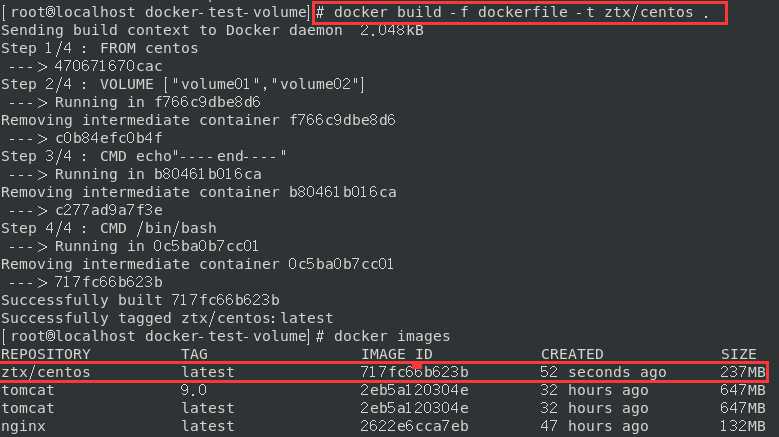 [root@localhost docker-test-volume]# docker build -f dockerfile -t ztx/centos .
Sending build context to Docker daemon  2.048kB
Step 1/4 : FROM centos
 ---> 470671670cac
Step 2/4 : VOLUME ["volume01","volume02"]
 ---> Running in f766c9dbe8d6
Removing intermediate container f766c9dbe8d6
 ---> c0b84efc0b4f
Step 3/4 : CMD echo"----end----"
 ---> Running in b80461b016ca
Removing intermediate container b80461b016ca
 ---> c277ad9a7f3e
Step 4/4 : CMD /bin/bash
 ---> Running in 0c5ba0b7cc01
Removing intermediate container 0c5ba0b7cc01
 ---> 717fc66b623b
Successfully built 717fc66b623b
Successfully tagged ztx/centos:latest
[root@localhost docker-test-volume]# docker images
REPOSITORY TAG IMAGE ID CREATED SIZE
ztx/centos latest 717fc66b623b 52 seconds ago 237MB
tomcat 9.0 2eb5a120304e 32 hours ago 647MB
tomcat latest 2eb5a120304e 32 hours ago 647MB
nginx latest 2622e6cca7eb 47 hours ago 132MB